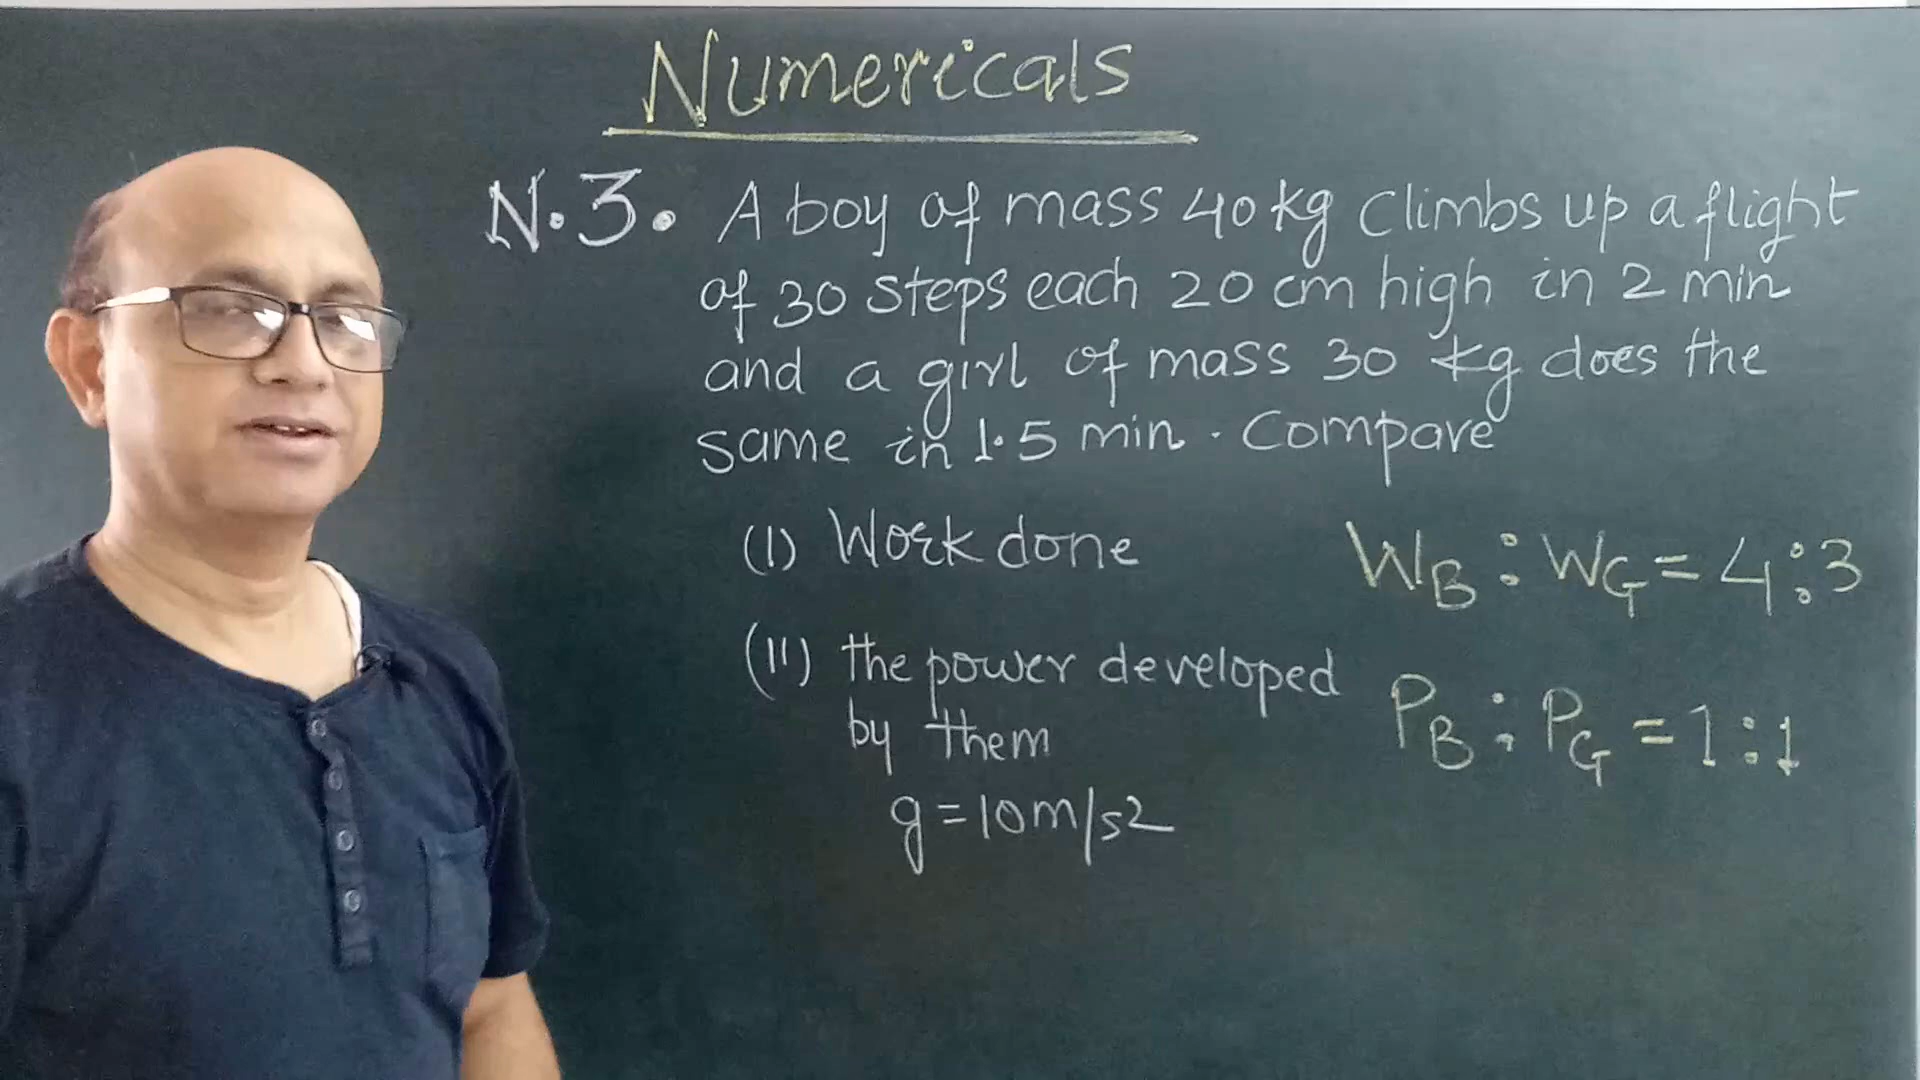 Numericals
N.3. A boy of mass 40 kg climbs up a flight
of 30 steps each 20 cm high in 2 min
and a girl of mass 30 kg does the
same in 1.5 min. Compare
(I) Work done
W_B : W_G = 4:3
(II) the power developed
by them
P_B : P_G = 1:1
g = 10m/s2